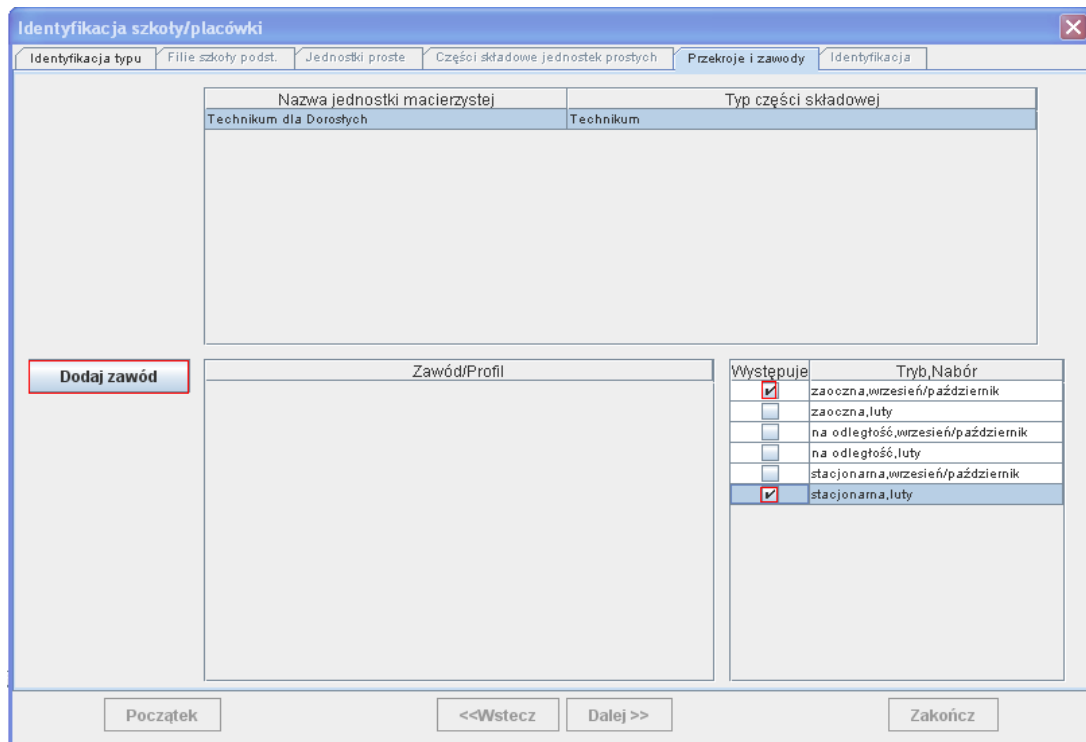 Identyfikacja szkoły/placówki
Identyfikacja typu Filie szkoły podst. Jednostki proste Części składowe jednostek prostych Przekroje i zawody Identyfikacja
Nazwa jednostki macierzystej Typ części składowej
Technikum dla Dorosłych Technikum
Dodaj zawód
Zawód/Profil
Występuje Tryb,Nabór
zaoczna,wrzesień/październik
zaoczna,luty
na odległość,wrzesień/październik
na odległość,luty
stacjonarna,wrzesień/październik
stacjonarna,luty
Początek <<Wstecz Dalej >> Zakończ